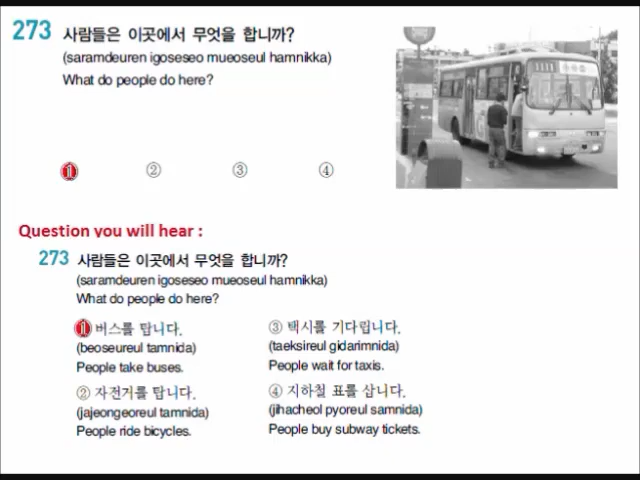 273 사람들은 이곳에서 무엇을 합니까?
(saramdeuren igoseseo mueoseul hamnikka)
What do people do here?
① ② ③ ④
Question you will hear :
273 사람들은 이곳에서 무엇을 합니까?
(saramdeuren igoseseo mueoseul hamnikka)
What do people do here?
① 버스를 탑니다.
(beoseureul tamnida)
People take buses.
② 자전거를 탑니다.
(jajeongeoreul tamnida)
People ride bicycles.
③ 택시를 기다립니다.
(taeksireul gidarimnida)
People wait for taxis.
④ 지하철 표를 삽니다.
(jihacheol pyoreul samnida)
People buy subway tickets.